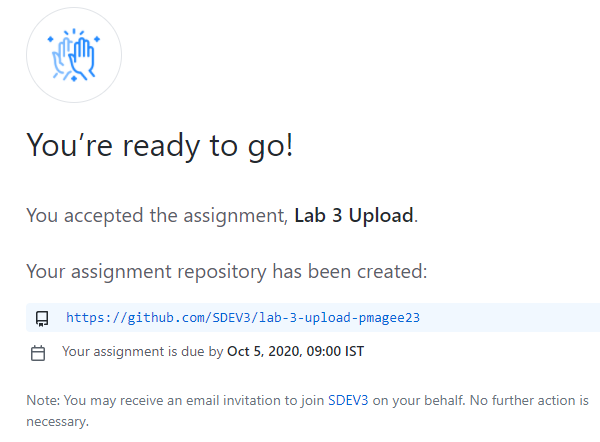 You’re ready to go!
You accepted the assignment, Lab 3 Upload.
Your assignment repository has been created:
https://github.com/SDEV3/lab-3-upload-pmagee23
Your assignment is due by Oct 5, 2020, 09:00 IST
Note: You may receive an email invitation to join SDEV3 on your behalf. No further action is
necessary.